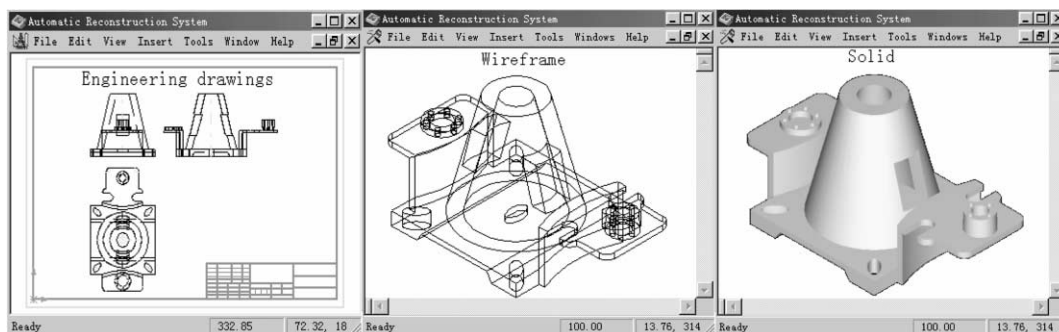 Automatic Reconstruction System
File Edit View Insert Tools Window Help
Engineering drawings
Ready 332.85 72.32, 18
Automatic Reconstruction System
File Edit View Insert Tools Window Help
Wireframe
Ready 100.00 13.76, 314
Automatic Reconstruction System
File Edit View Insert Tools Window Help
Solid
Ready 100.00 13.76, 314